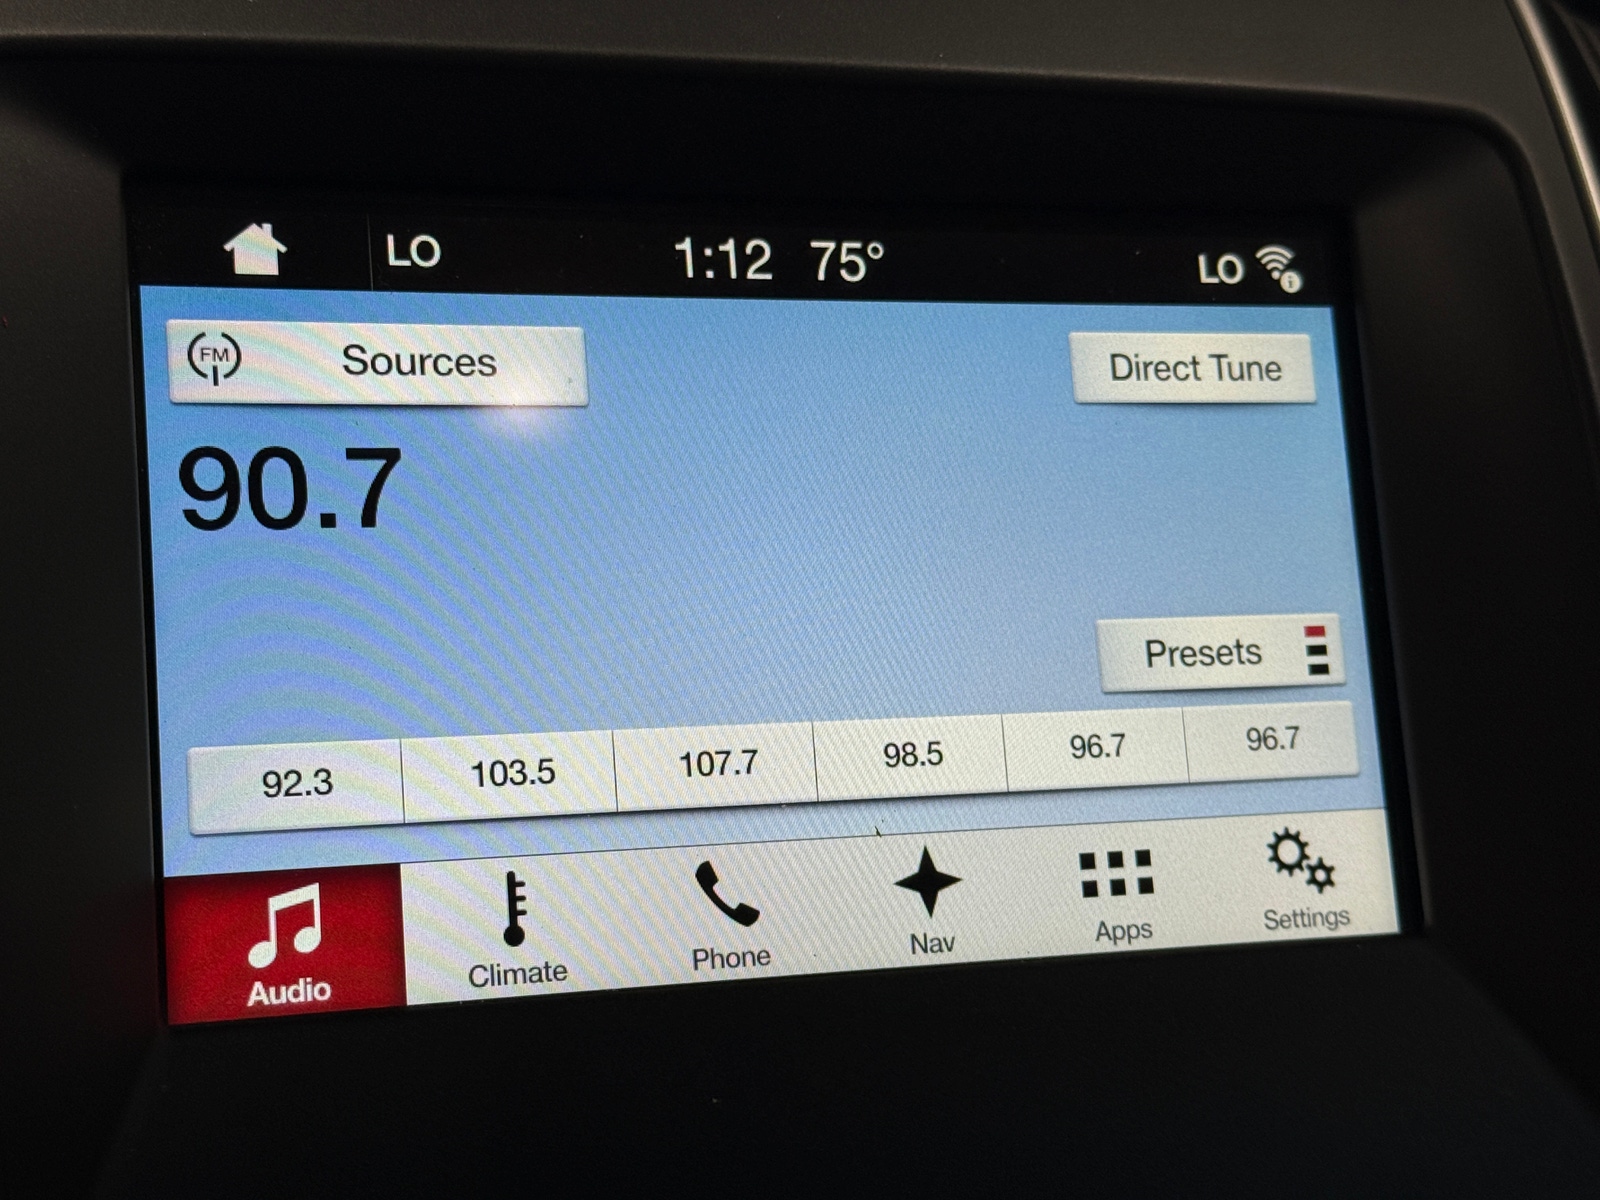 LO 1:12 75° LO
FM Sources Direct Tune
90.7
Presets
92.3 103.5 107.7 98.5 96.7 96.7
Audio Climate Phone Nav Apps Settings